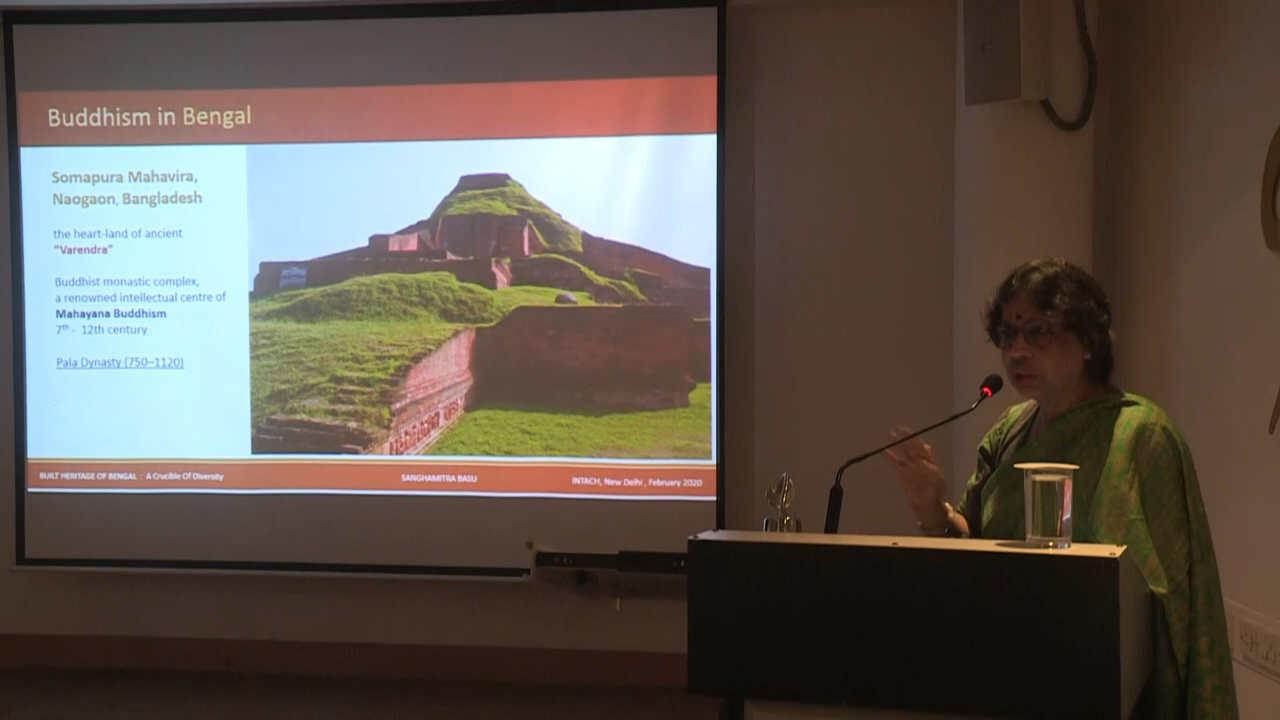 Buddhism in Bengal
Somapura Mahavira,
Naogaon, Bangladesh
the heart-land of ancient
"Varendra"
Buddhist monastic complex,
a renowned intellectual centre of
Mahayana Buddhism
7th - 12th century
Pala Dynasty (750–1120)
BUILT HERITAGE OF BENGAL : A Crucible Of Diversity
SANGHAMITRA BASU
INTACH, New Delhi , February 2020